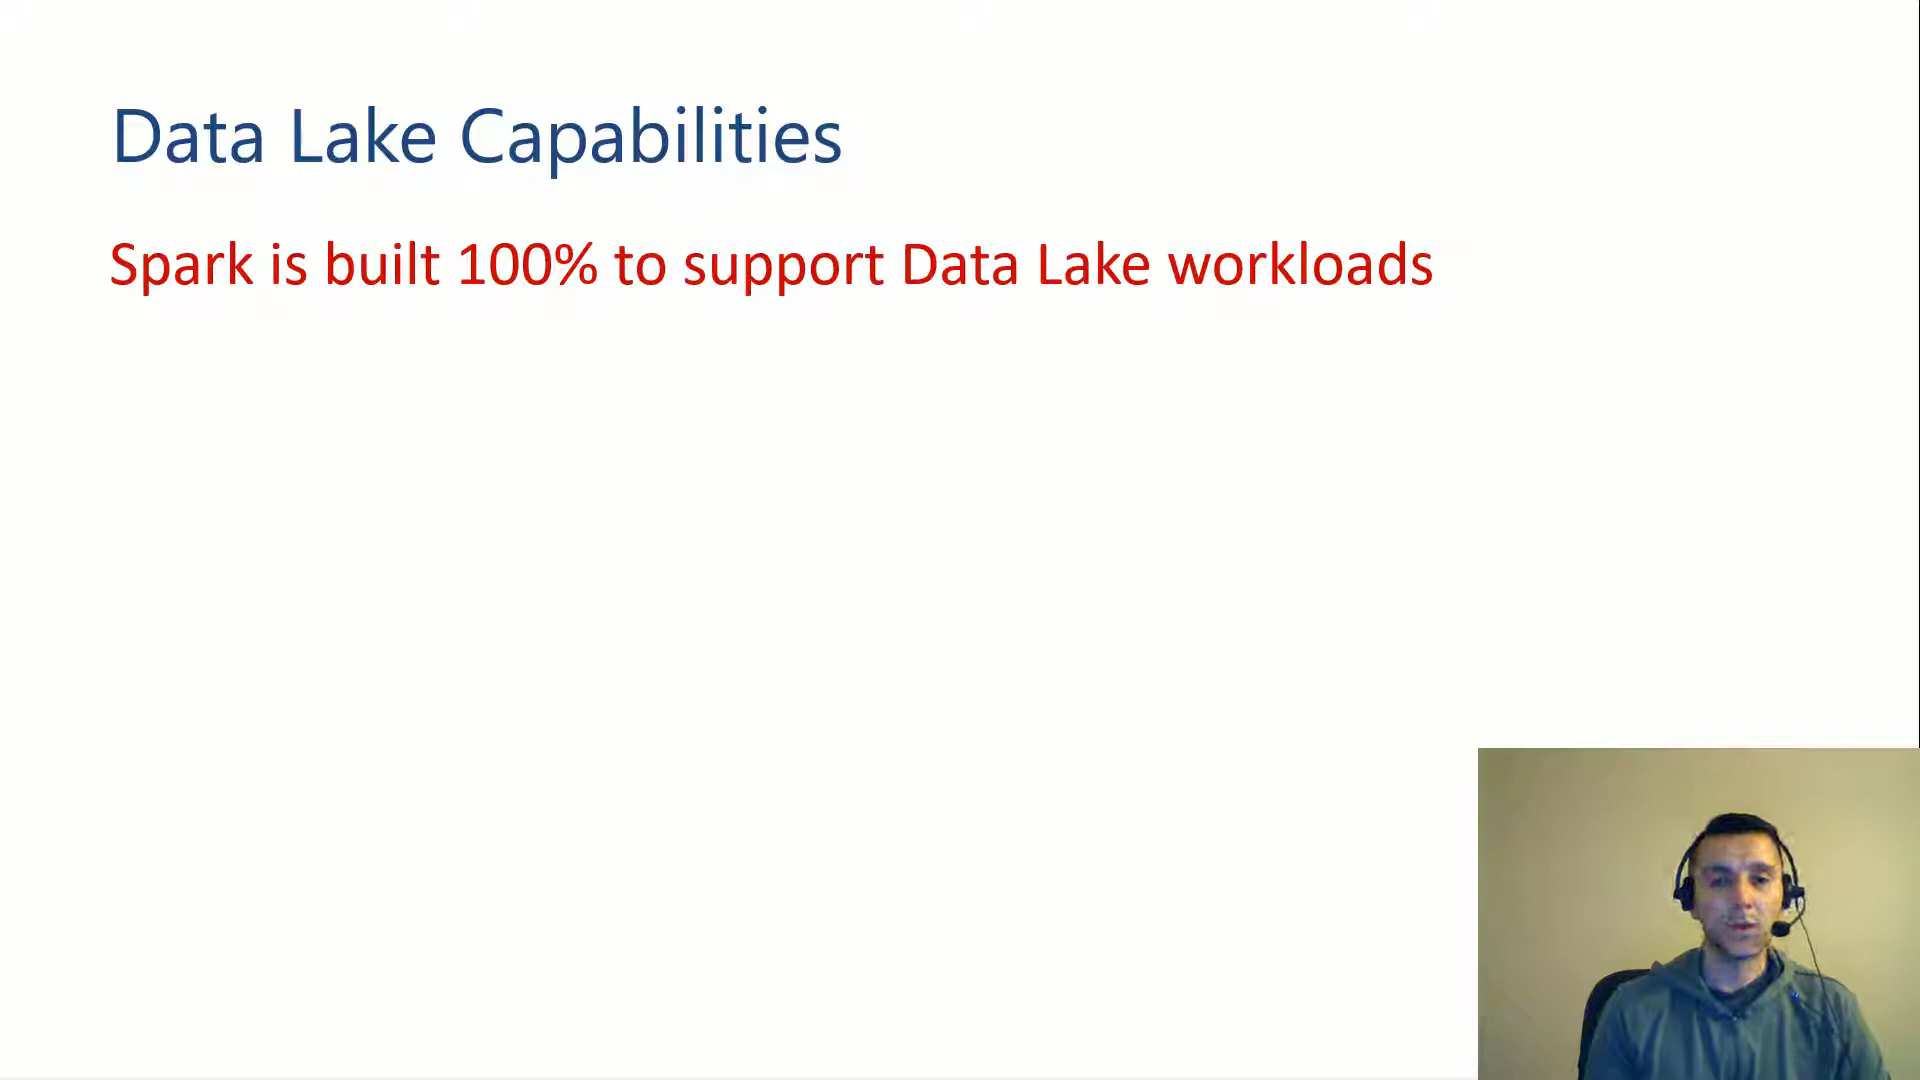 Data Lake Capabilities
Spark is built 100% to support Data Lake workloads